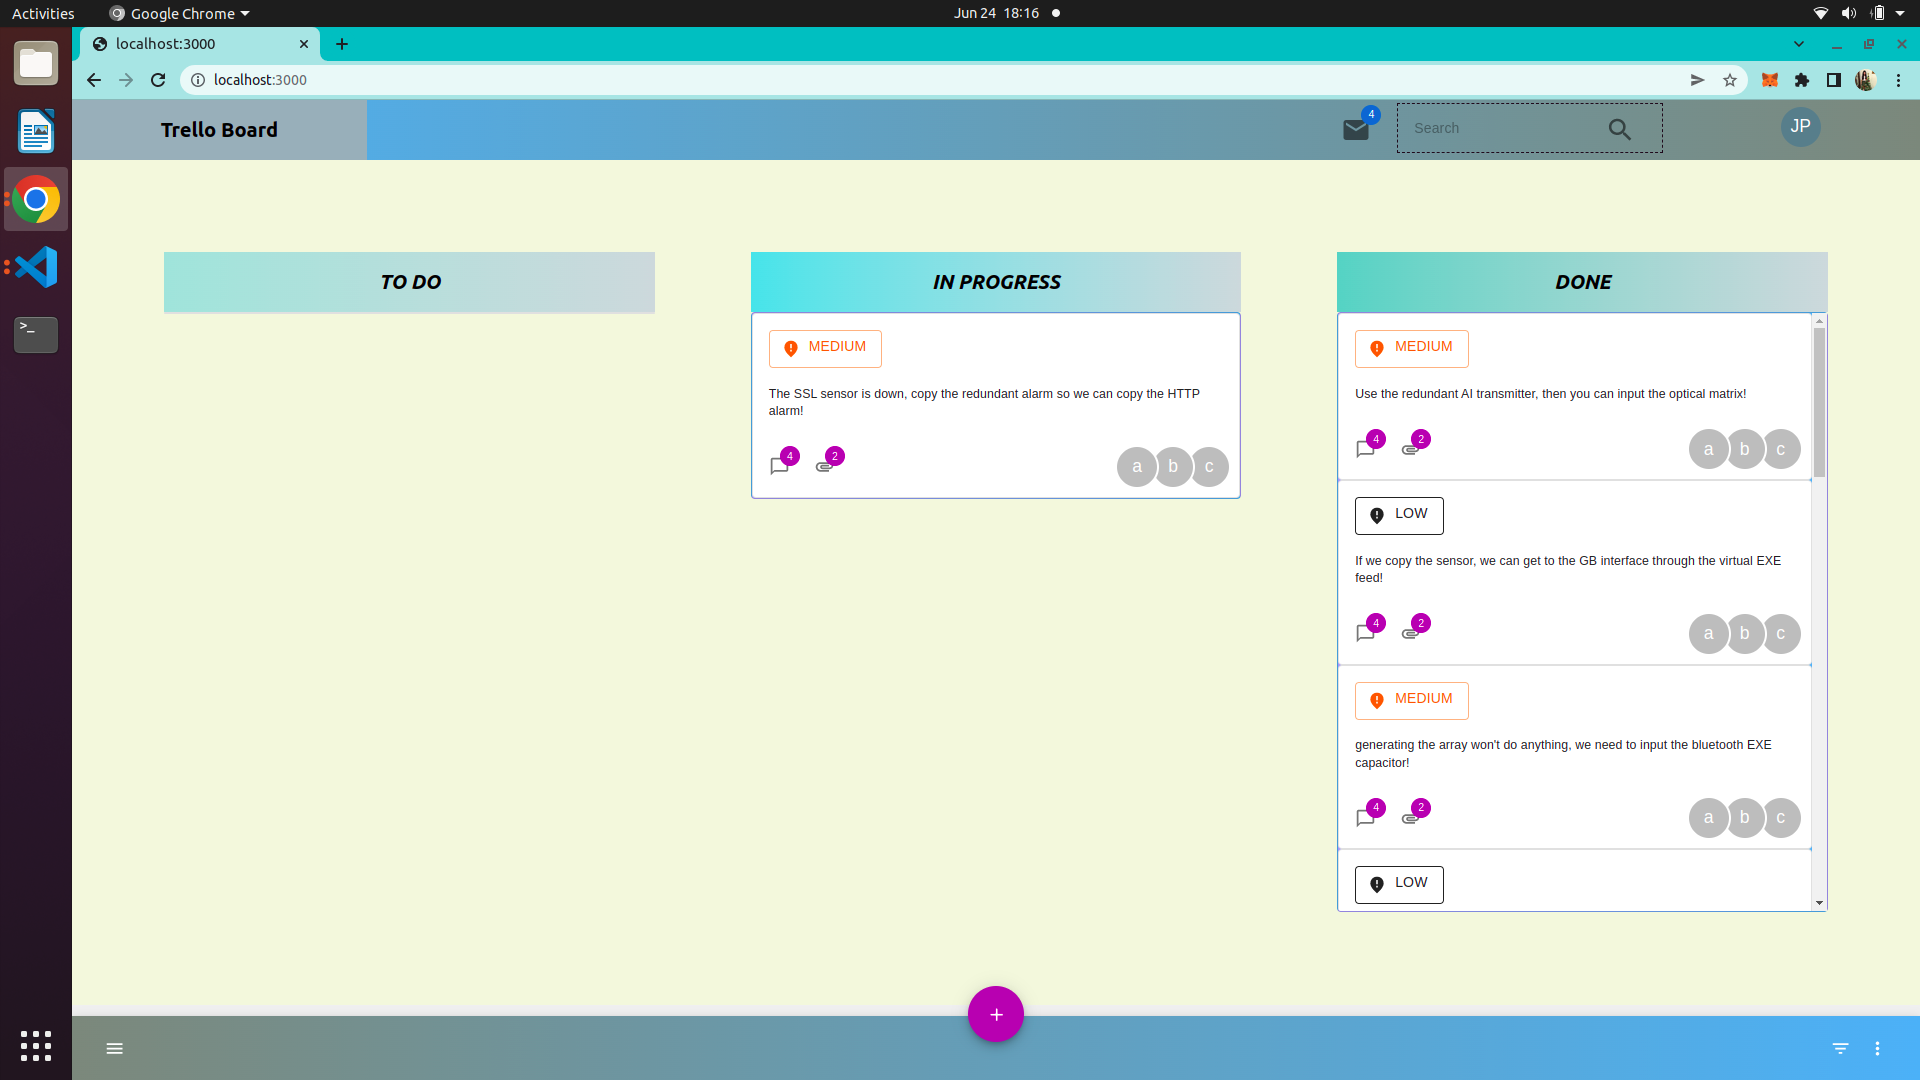 Activities
Google Chrome
Jun 24 18:16
localhost:3000
localhost:3000
Trello Board
4
Search
JP
TO DO
IN PROGRESS
MEDIUM
The SSL sensor is down, copy the redundant alarm so we can copy the HTTP
alarm!
4 2
a b c
DONE
MEDIUM
Use the redundant AI transmitter, then you can input the optical matrix!
4 2
a b c
LOW
If we copy the sensor, we can get to the GB interface through the virtual EXE
feed!
4 2
a b c
MEDIUM
generating the array won't do anything, we need to input the bluetooth EXE
capacitor!
4 2
a b c
LOW